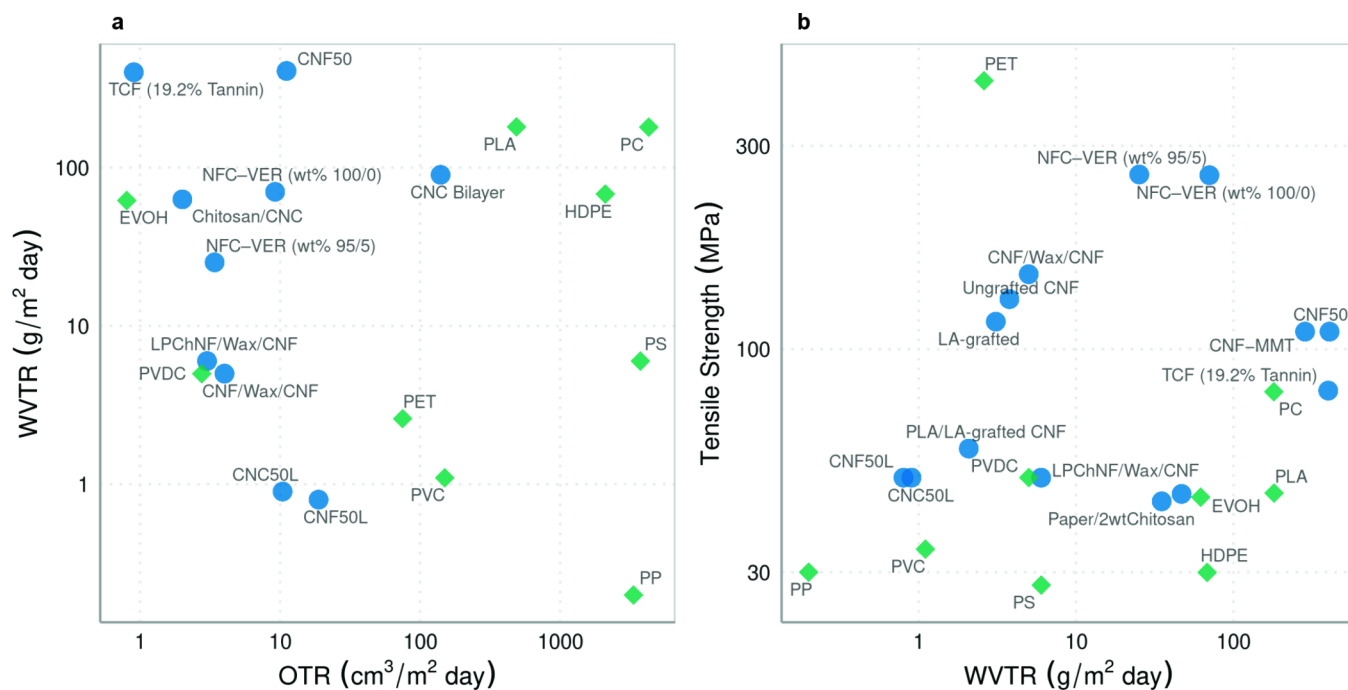 a
CNF50
TCF (19.2% Tannin)
PLA
PC
100
NFC–VER (wt% 100/0)
CNC Bilayer
EVOH
Chitosan/CNC
HDPE
NFC–VER (wt% 95/5)
WVTR (g/m² day)
10
LPChNF/Wax/CNF
PS
PVDC
CNF/Wax/CNF
PET
CNC50L
PVC
1
CNF50L
PP
1
10
100
1000
OTR (cm³/m² day)
b
PET
300
NFC–VER (wt% 95/5)
NFC–VER (wt% 100/0)
Tensile Strength (MPa)
CNF/Wax/CNF
Ungrafted CNF
LA-grafted
CNF50
100
CNF–MMT
TCF (19.2% Tannin)
PC
PLA/LA-grafted CNF
CNF50L
PVDC
LPChNF/Wax/CNF
PLA
CNC50L
EVOH
Paper/2wtChitosan
PVC
HDPE
30
PP
PS
1
10
100
WVTR (g/m² day)